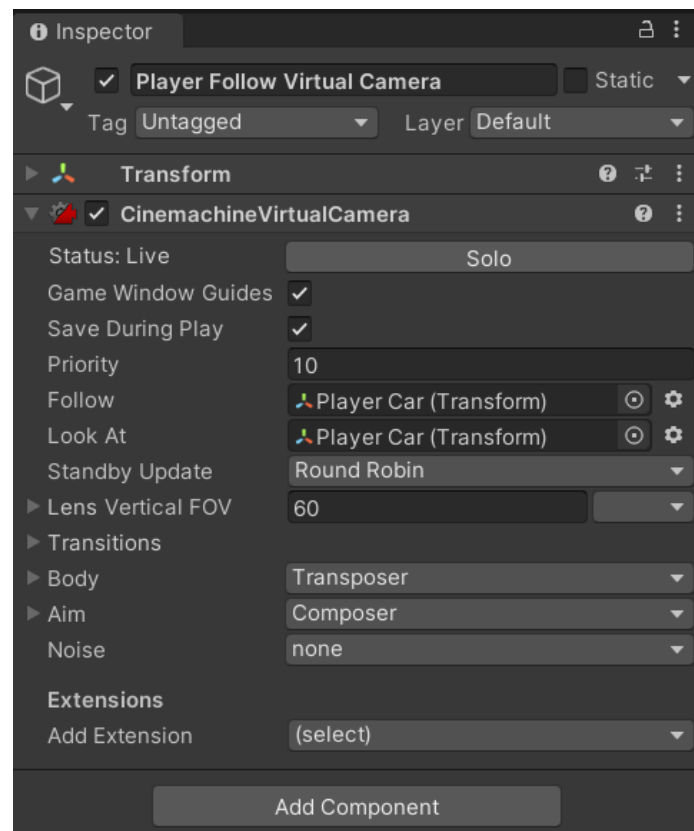 Inspector
Player Follow Virtual Camera Static
Tag Untagged Layer Default
Transform
CinemachineVirtualCamera
Status: Live Solo
Game Window Guides
Save During Play
Priority 10
Follow Player Car (Transform)
Look At Player Car (Transform)
Standby Update Round Robin
Lens Vertical FOV 60
Transitions
Body Transposer
Aim Composer
Noise none
Extensions
Add Extension (select)
Add Component